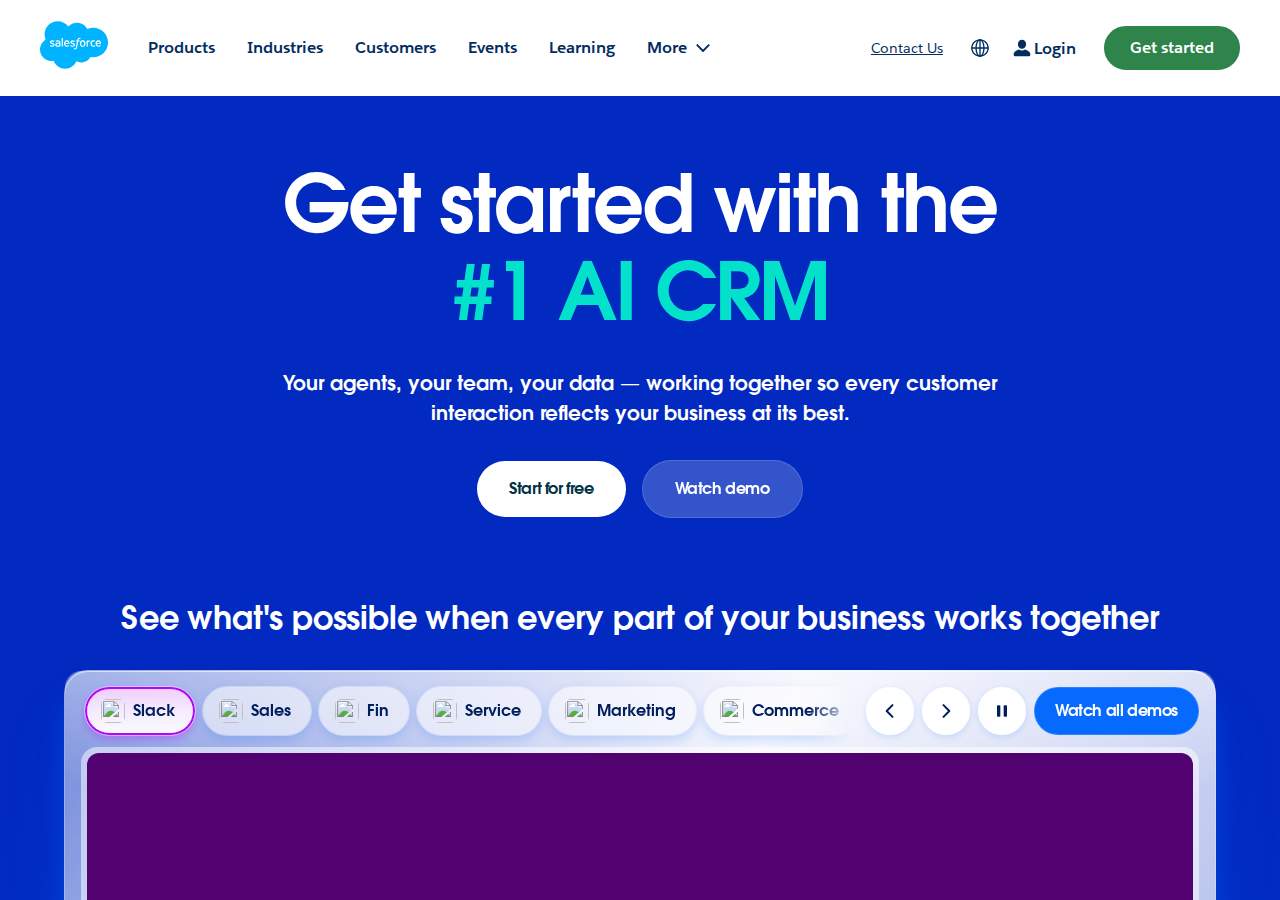 salesforce
Products
Industries
Customers
Events
Learning
More
Contact Us
Login
Get started
Get started with the
#1 AI CRM
Your agents, your team, your data — working together so every customer
interaction reflects your business at its best.
Start for free
Watch demo
See what's possible when every part of your business works together
Slack
Sales
Fin
Service
Marketing
Commerce
Watch all demos